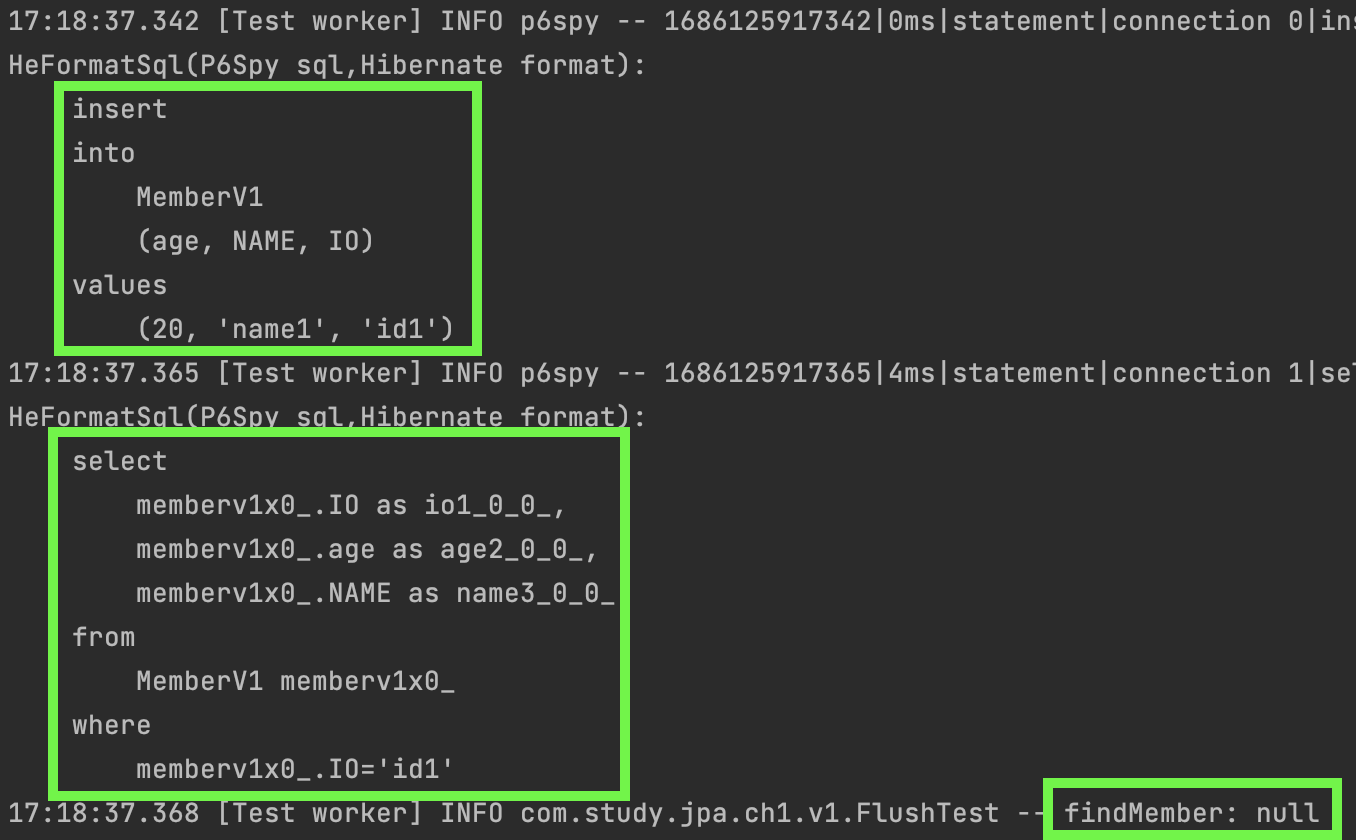 17:18:37.342 [Test worker] INFO p6spy -- 1686125917342|0ms|statement|connection 0|ins
HeFormatSql(P6Spy sql,Hibernate format):
insert
into
MemberV1
(age, NAME, IO)
values
(20, 'name1', 'id1')
17:18:37.365 [Test worker] INFO p6spy -- 1686125917365|4ms|statement|connection 1|sel
HeFormatSql(P6Spy sql,Hibernate format):
select
memberv1x0_.IO as io1_0_0_,
memberv1x0_.age as age2_0_0_,
memberv1x0_.NAME as name3_0_0_
from
MemberV1 memberv1x0_
where
memberv1x0_.IO='id1'
17:18:37.368 [Test worker] INFO com.study.jpa.ch1.v1.FlushTest -- findMember: null